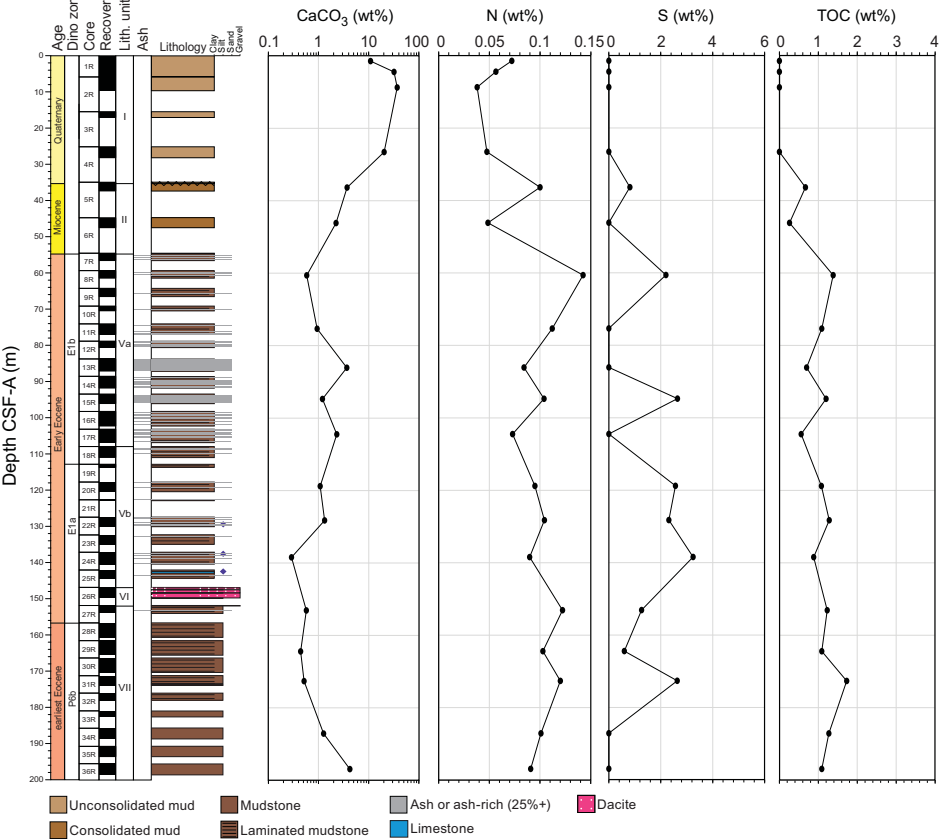 CaCO3 (wt%) N (wt%) S (wt%) TOC (wt%)
Age Dino zon Core Recover Lith. unit Ash Lithology Clay Silt Sand Gravel
0.1 1 10 100 0 0.05 0.1 0.15 0 2 4 6 0 1 2 3 4
Depth CSF-A (m)
0
10
20
30
40
50
60
70
80
90
100
110
120
130
140
150
160
170
180
190
200
Quaternary
Miocene
Early Eocene
earliest Eocene
E1b
E1a
P6b
1R
2R
3R
4R
5R
6R
7R
8R
9R
10R
11R
12R
13R
14R
15R
16R
17R
18R
19R
20R
21R
22R
23R
24R
25R
26R
27R
28R
29R
30R
31R
32R
33R
34R
35R
36R
I
II
Va
Vb
VI
VII
Unconsolidated mud Mudstone Ash or ash-rich (25%+) Dacite
Consolidated mud Laminated mudstone Limestone